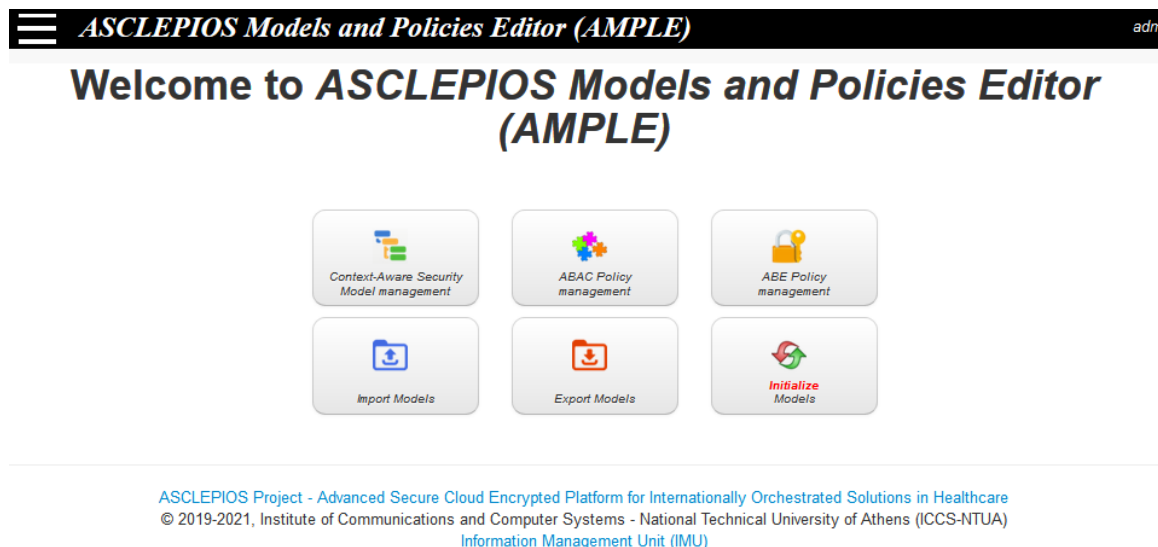 ASCLEPIOS Models and Policies Editor (AMPLE)
Welcome to ASCLEPIOS Models and Policies Editor
(AMPLE)
Context-Aware Security
Model management
ABAC Policy
management
ABE Policy
management
Import Models
Export Models
Initialize
Models
ASCLEPIOS Project - Advanced Secure Cloud Encrypted Platform for Internationally Orchestrated Solutions in Healthcare
© 2019-2021, Institute of Communications and Computer Systems - National Technical University of Athens (ICCS-NTUA)
Information Management Unit (IMU)